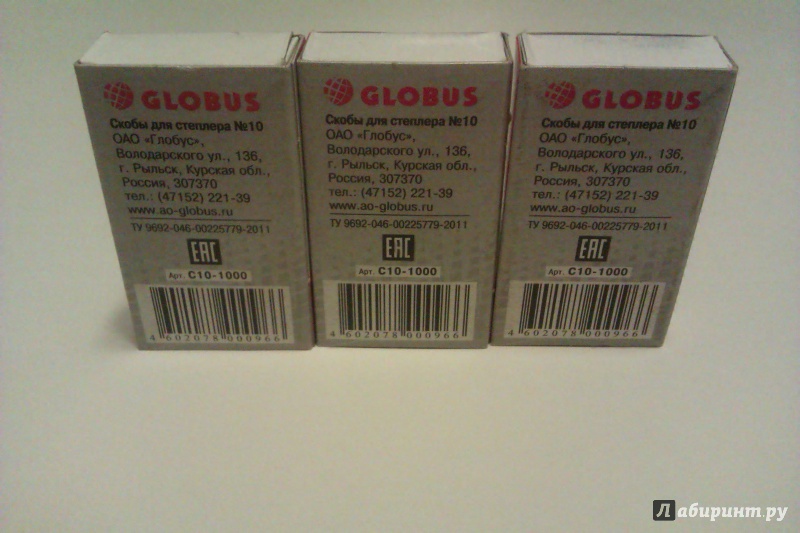 GLOBUS
Скобы для степлера №10
ОАО «Глобус»,
Володарского ул., 136,
г. Рыльск, Курская обл.,
Россия, 307370
тел.: (47152) 221-39
www.ao-globus.ru
ТУ 9692-046-00225779-2011
EAC
Арт. С10-1000
4 602078 000966
GLOBUS
Скобы для степлера №10
ОАО «Глобус»,
Володарского ул., 136,
г. Рыльск, Курская обл.,
Россия, 307370
тел.: (47152) 221-39
www.ao-globus.ru
ТУ 9692-046-00225779-2011
EAC
Арт. С10-1000
4 602078 000966
GLOBUS
Скобы для степлера №10
ОАО «Глобус»,
Володарского ул., 136,
г. Рыльск, Курская обл.,
Россия, 307370
тел.: (47152) 221-39
www.ao-globus.ru
ТУ 9692-046-00225779-2011
EAC
Арт. С10-1000
4 602078 000966
Лабиринт.ру